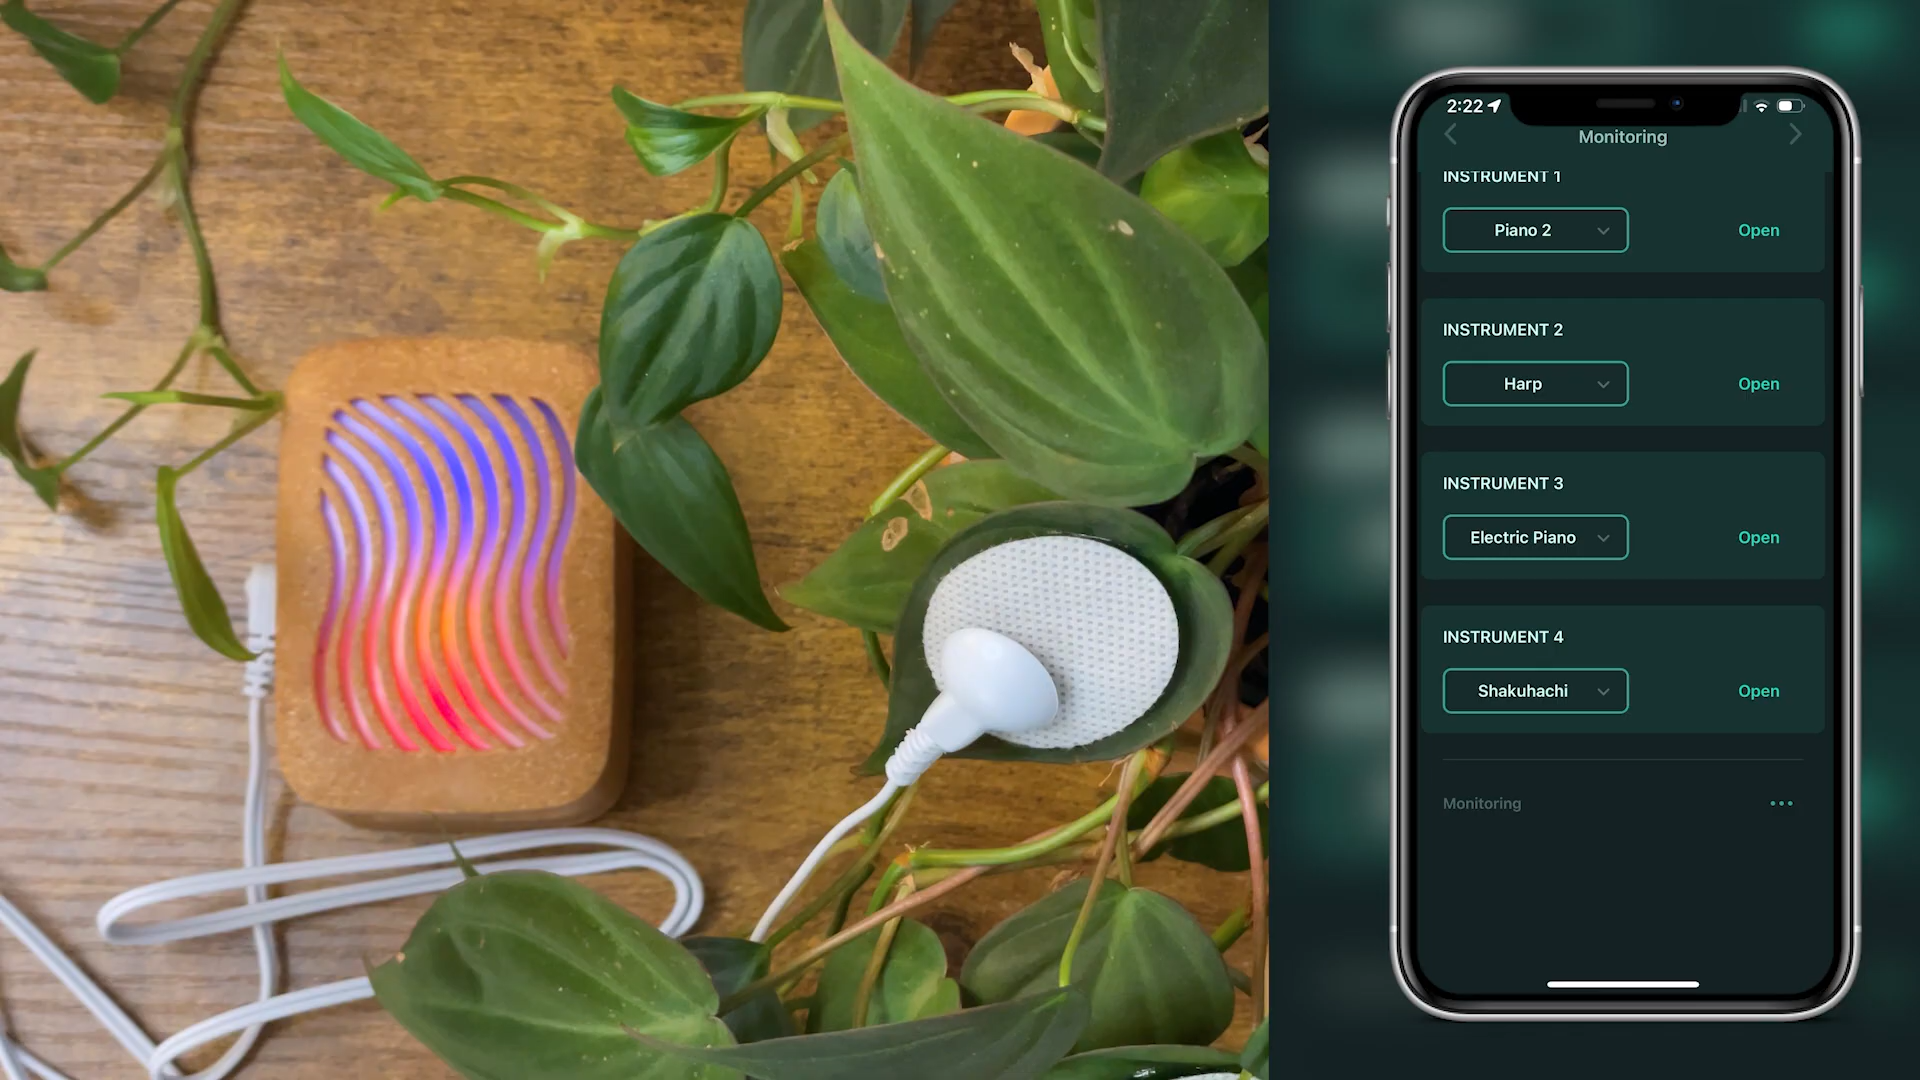 2:22
Monitoring
INSTRUMENT 1
Piano 2
Open
INSTRUMENT 2
Harp
Open
INSTRUMENT 3
Electric Piano
Open
INSTRUMENT 4
Shakuhachi
Open
Monitoring